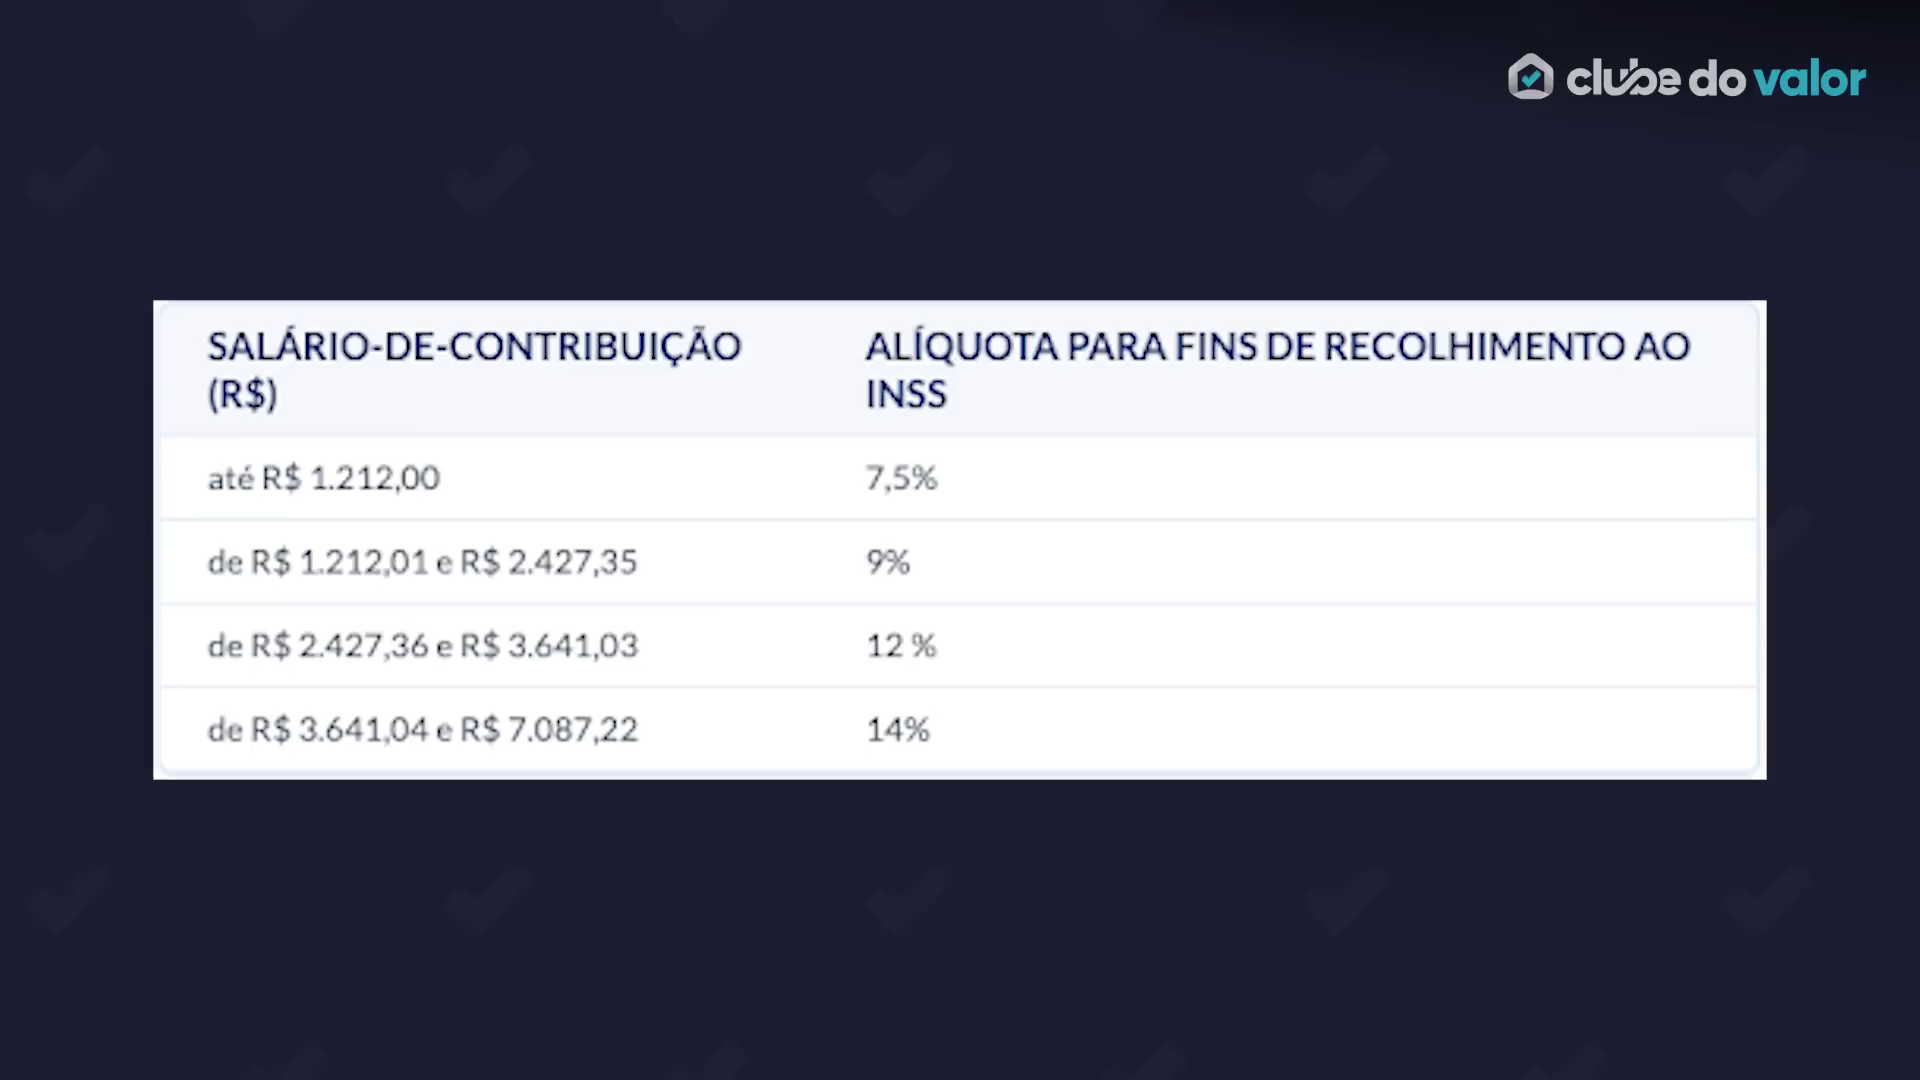 clube do valor
SALÁRIO-DE-CONTRIBUIÇÃO
(R$)
ALÍQUOTA PARA FINS DE RECOLHIMENTO AO
INSS
até R$ 1.212,00
7,5%
de R$ 1.212,01 e R$ 2.427,35
9%
de R$ 2.427,36 e R$ 3.641,03
12 %
de R$ 3.641,04 e R$ 7.087,22
14%